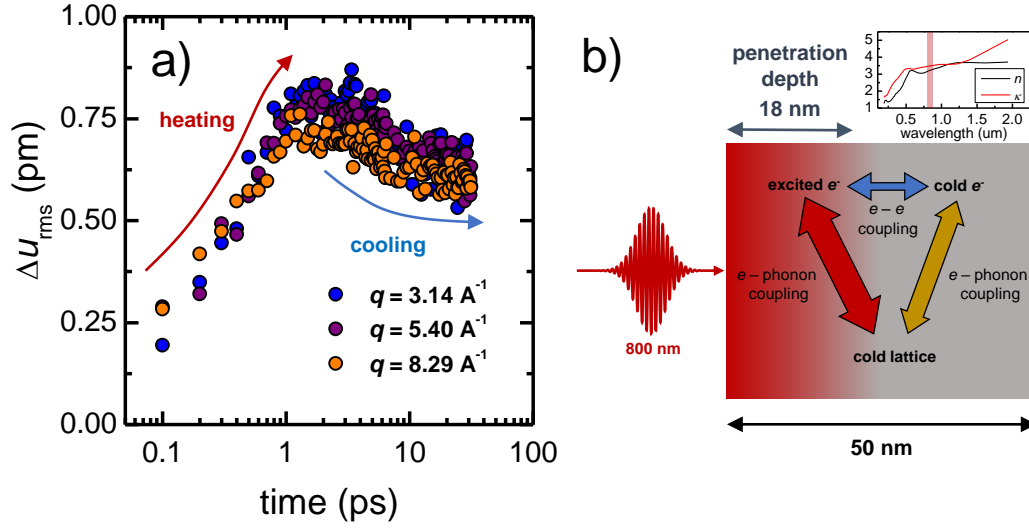 a)
heating
cooling
q = 3.14 A⁻¹
q = 5.40 A⁻¹
q = 8.29 A⁻¹
Δu_rms (pm)
1.00
0.75
0.50
0.25
0.00
0.1
1
10
100
time (ps)
b)
penetration
depth
18 nm
5
4
3
2
1
n
κ
0.5
1.0
1.5
2.0
wavelength (um)
excited e⁻
cold e⁻
e – e
coupling
e – phonon
coupling
e – phonon
coupling
cold lattice
800 nm
50 nm